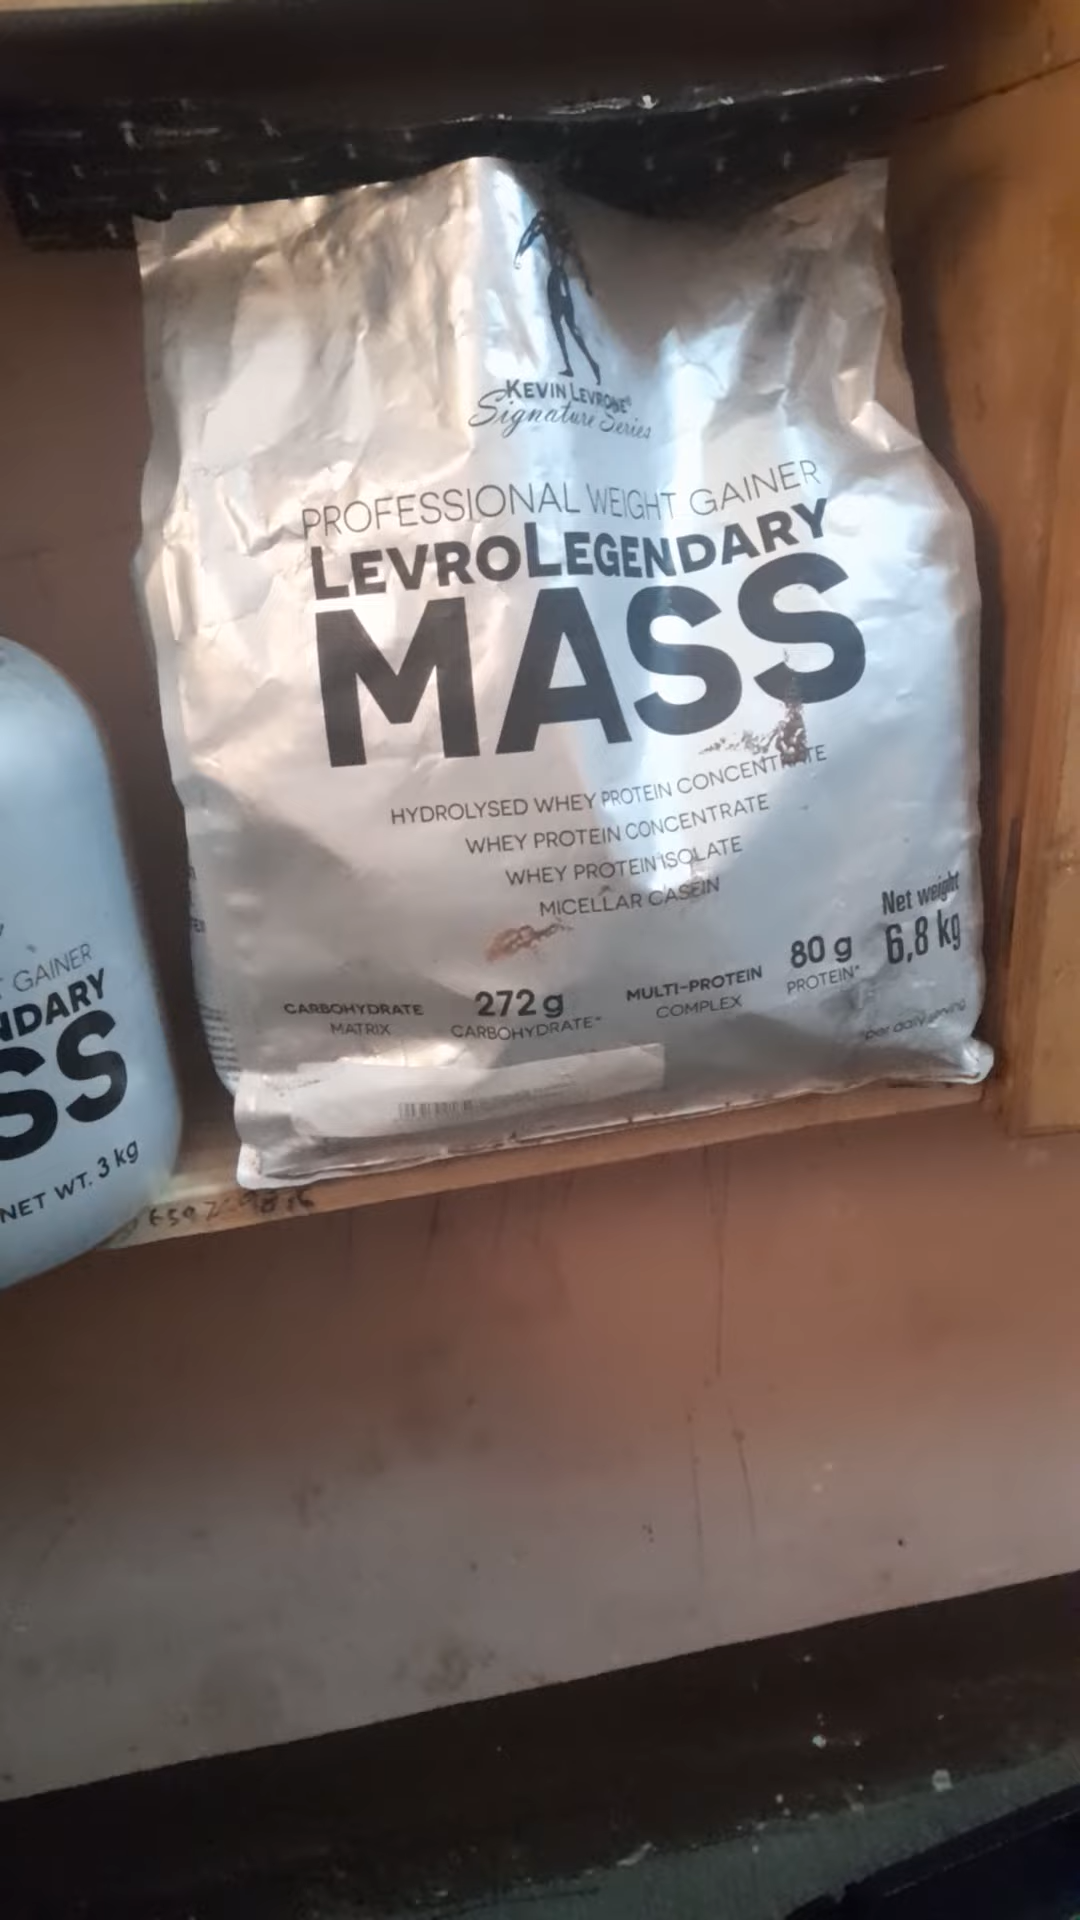 KEVIN LEVRONE®
Signature Series
PROFESSIONAL WEIGHT GAINER
LEVROLEGENDARY
MASS
HYDROLYSED WHEY PROTEIN CONCENTRATE
WHEY PROTEIN CONCENTRATE
WHEY PROTEIN ISOLATE
MICELLAR CASEIN
CARBOHYDRATE
MATRIX
272 g
CARBOHYDRATE*
MULTI-PROTEIN
COMPLEX
80 g
PROTEIN*
Net weight
6,8 kg
*per daily serving
GAINER
NDARY
SS
NET WT. 3 kg